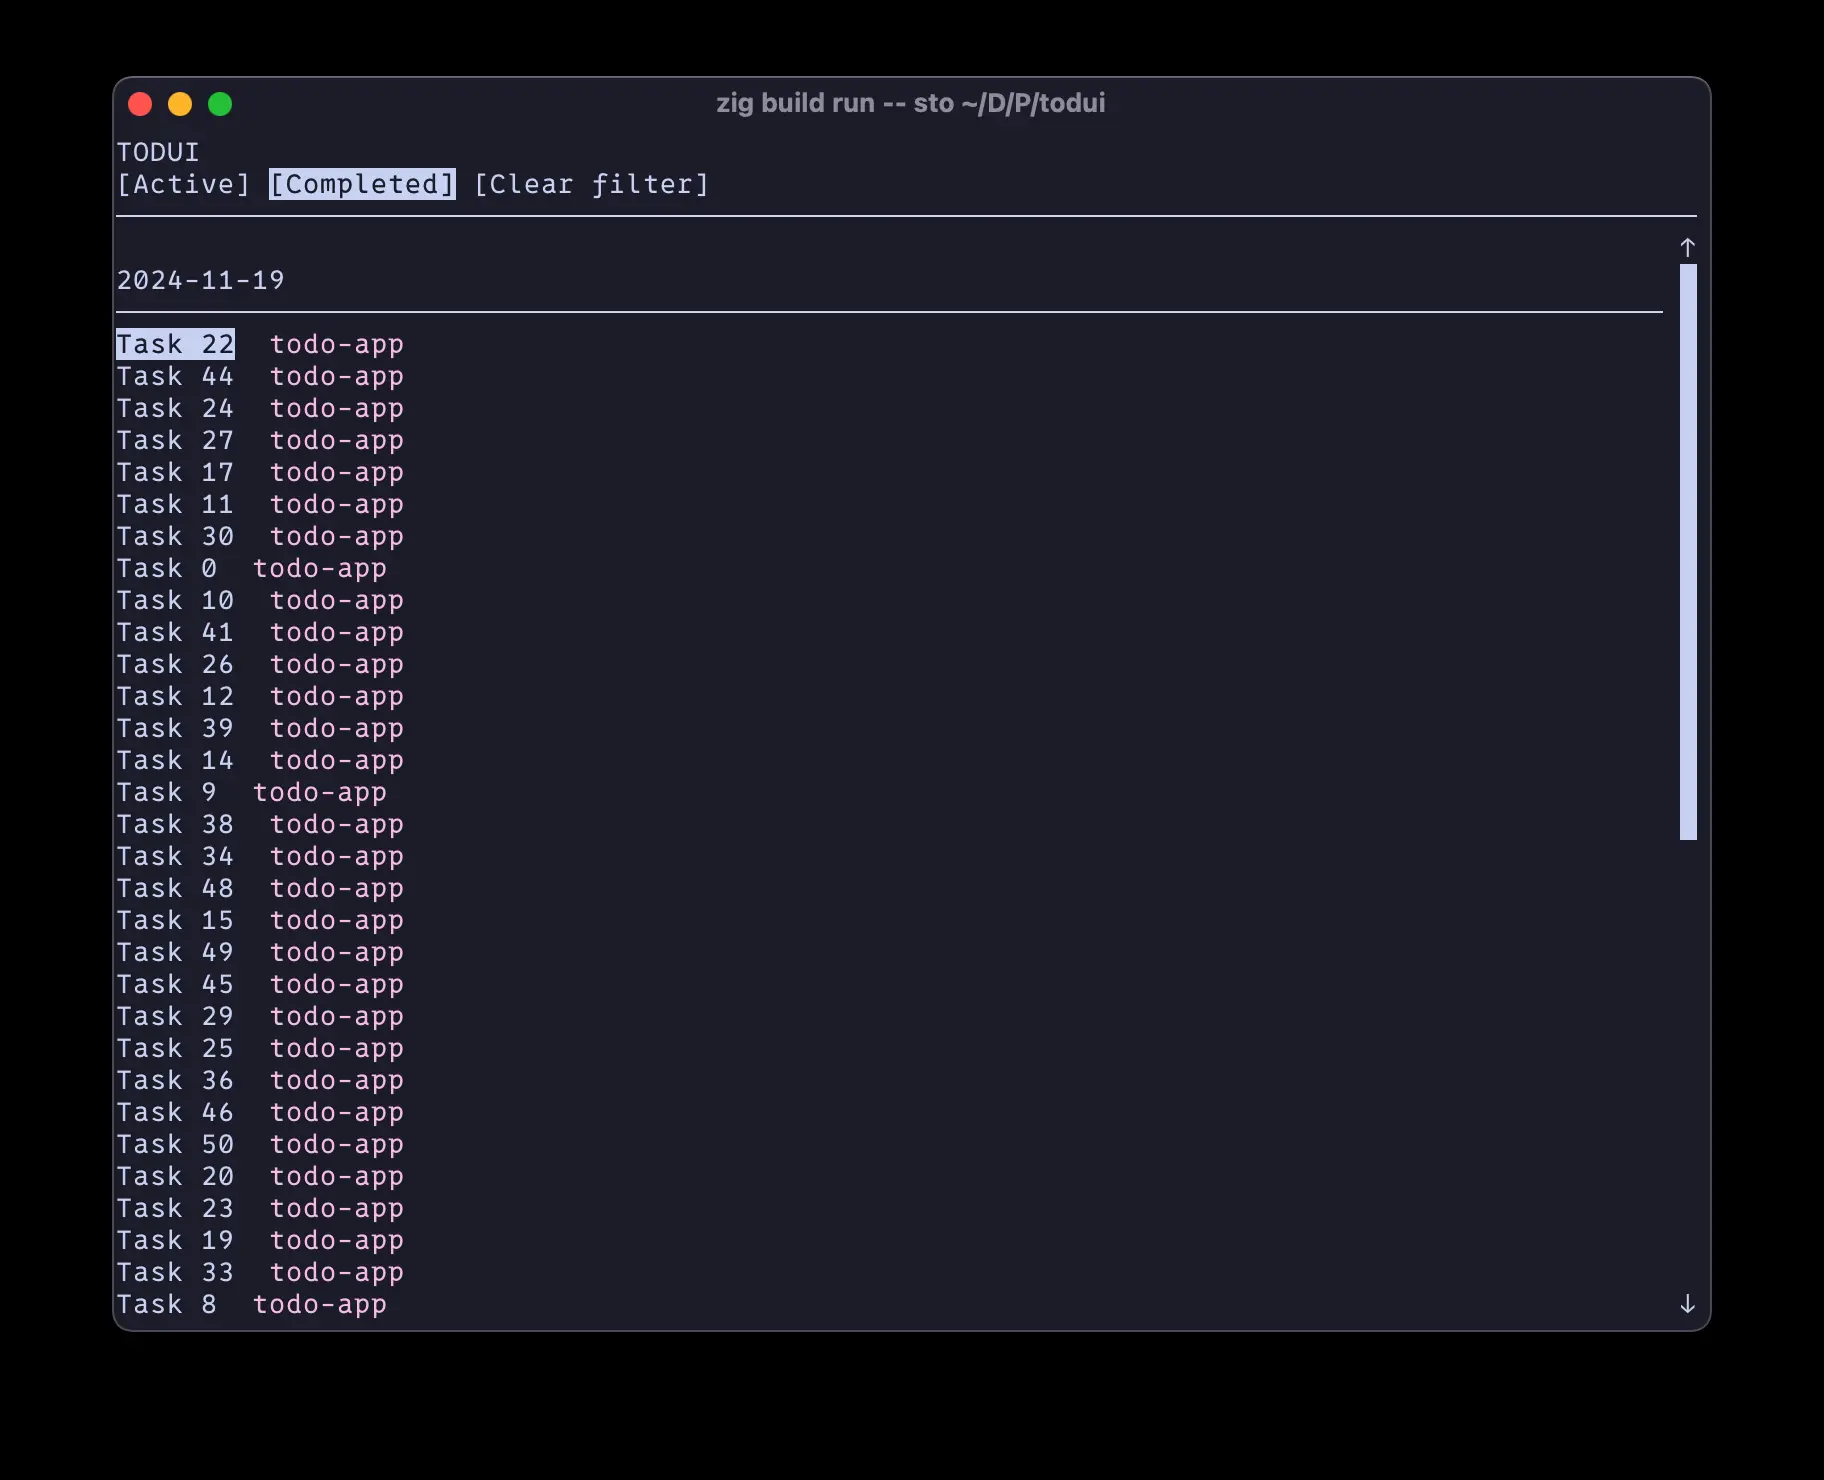 zig build run -- sto ~/D/P/todui
TODUI
[Active] [Completed] [Clear filter]
↑
2024-11-19
Task 22  todo-app
Task 44  todo-app
Task 24  todo-app
Task 27  todo-app
Task 17  todo-app
Task 11  todo-app
Task 30  todo-app
Task 0  todo-app
Task 10  todo-app
Task 41  todo-app
Task 26  todo-app
Task 12  todo-app
Task 39  todo-app
Task 14  todo-app
Task 9  todo-app
Task 38  todo-app
Task 34  todo-app
Task 48  todo-app
Task 15  todo-app
Task 49  todo-app
Task 45  todo-app
Task 29  todo-app
Task 25  todo-app
Task 36  todo-app
Task 46  todo-app
Task 50  todo-app
Task 20  todo-app
Task 23  todo-app
Task 19  todo-app
Task 33  todo-app
Task 8  todo-app ↓